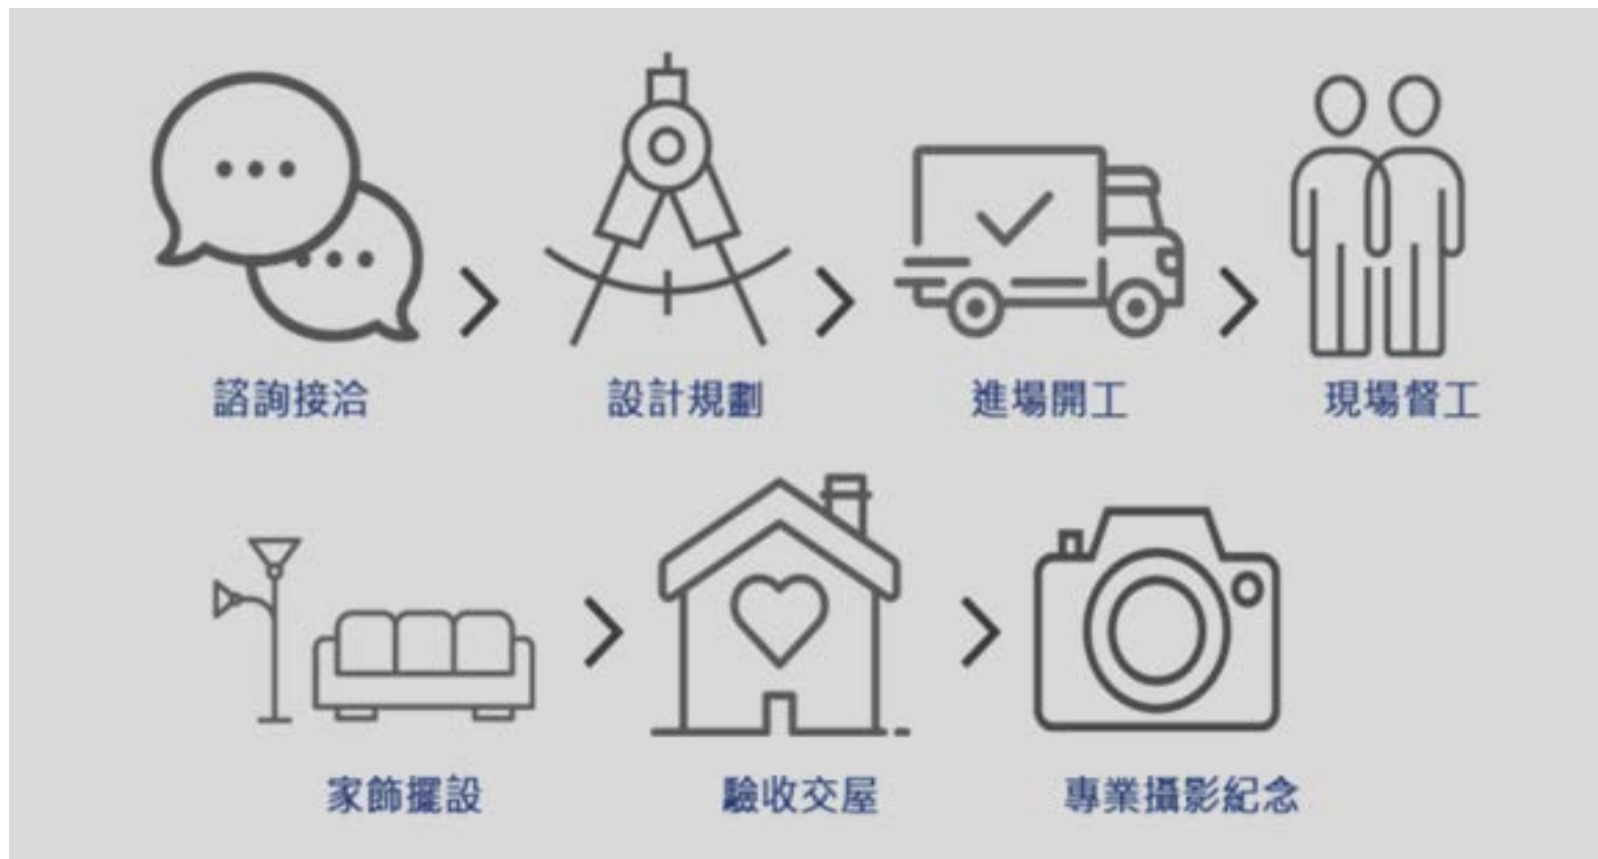 諮詢接洽
設計規劃
進場開工
現場督工
家飾擺設
驗收交屋
專業攝影紀念